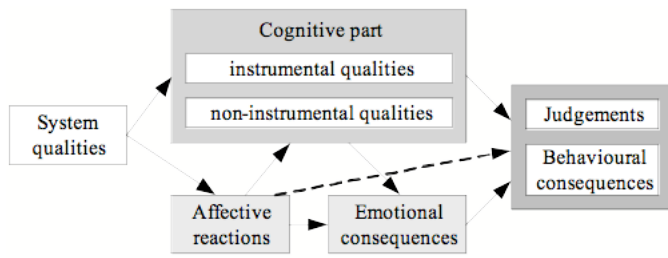 Cognitive part
instrumental qualities
non-instrumental qualities
System
qualities
Judgements
Behavioural
consequences
Affective
reactions
Emotional
consequences